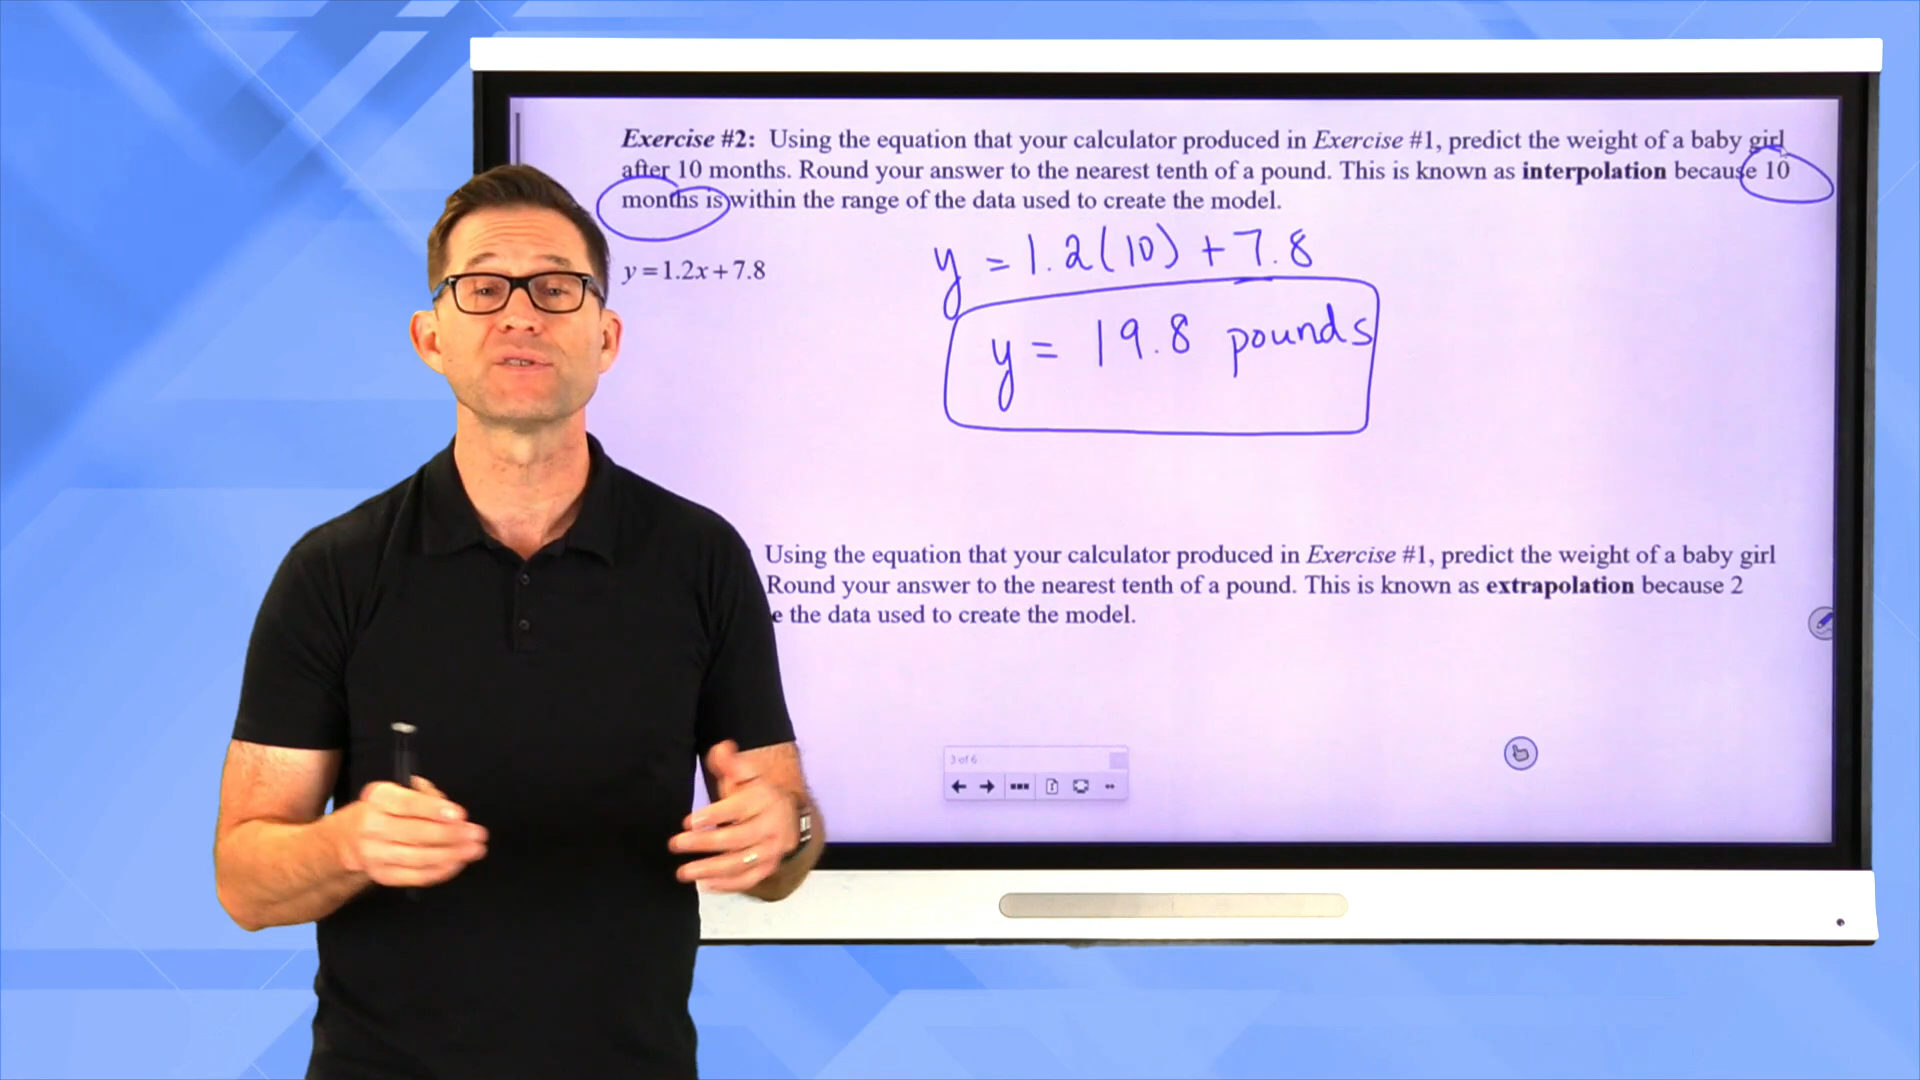 Exercise #2: Using the equation that your calculator produced in Exercise #1, predict the weight of a baby girl
after 10 months. Round your answer to the nearest tenth of a pound. This is known as interpolation because 10
months is within the range of the data used to create the model.
y = 1.2x + 7.8
y = 1.2(10) + 7.8
y = 19.8 pounds
Using the equation that your calculator produced in Exercise #1, predict the weight of a baby girl
Round your answer to the nearest tenth of a pound. This is known as extrapolation because 2
e the data used to create the model.
3 of 6